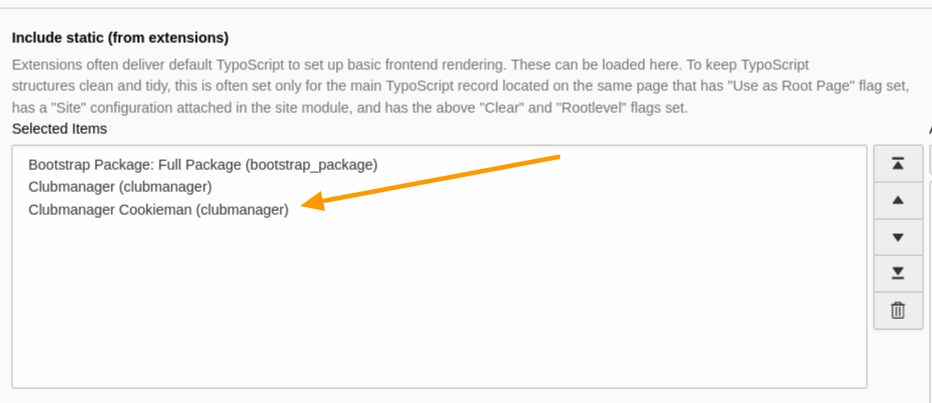 Include static (from extensions)
Extensions often deliver default TypoScript to set up basic frontend rendering. These can be loaded here. To keep TypoScript
structures clean and tidy, this is often set only for the main TypoScript record located on the same page that has "Use as Root Page" flag set,
has a "Site" configuration attached in the site module, and has the above "Clear" and "Rootlevel" flags set.
Selected Items
Bootstrap Package: Full Package (bootstrap_package)
Clubmanager (clubmanager)
Clubmanager Cookieman (clubmanager)